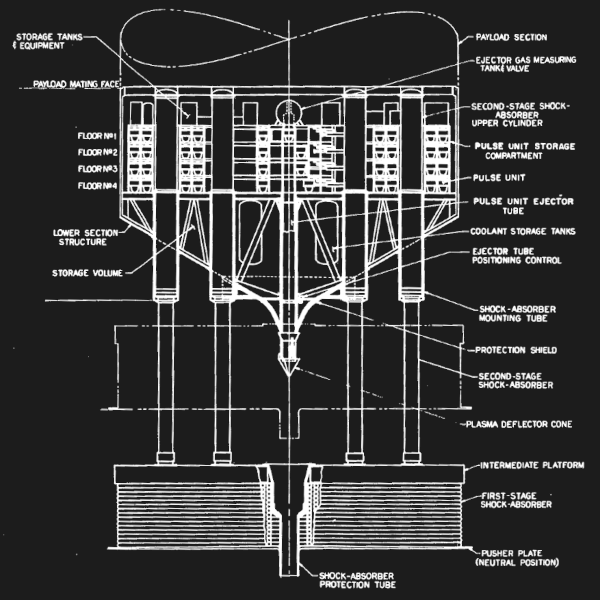 STORAGE TANKS
& EQUIPMENT
PAYLOAD MATING FACE
FLOOR Nº1
FLOOR Nº2
FLOOR Nº3
FLOOR Nº4
LOWER SECTION
STRUCTURE
STORAGE VOLUME
PAYLOAD SECTION
EJECTOR GAS MEASURING
TANK & VALVE
SECOND-STAGE SHOCK-
ABSORBER
UPPER CYLINDER
PULSE UNIT STORAGE
COMPARTMENT
PULSE UNIT
PULSE UNIT EJECTOR
TUBE
COOLANT STORAGE TANKS
EJECTOR TUBE
POSITIONING CONTROL
SHOCK-ABSORBER
MOUNTING TUBE
PROTECTION SHIELD
SECOND-STAGE
SHOCK-ABSORBER
PLASMA DEFLECTOR CONE
INTERMEDIATE PLATFORM
FIRST-STAGE
SHOCK-ABSORBER
PUSHER PLATE
(NEUTRAL POSITION)
SHOCK-ABSORBER
PROTECTION TUBE